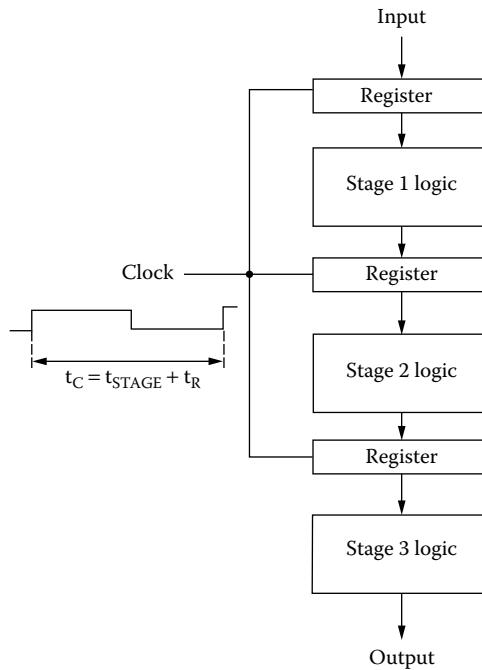 Input
Register
Stage 1 logic
Clock
Register
t_C = t_STAGE + t_R
Stage 2 logic
Register
Stage 3 logic
Output